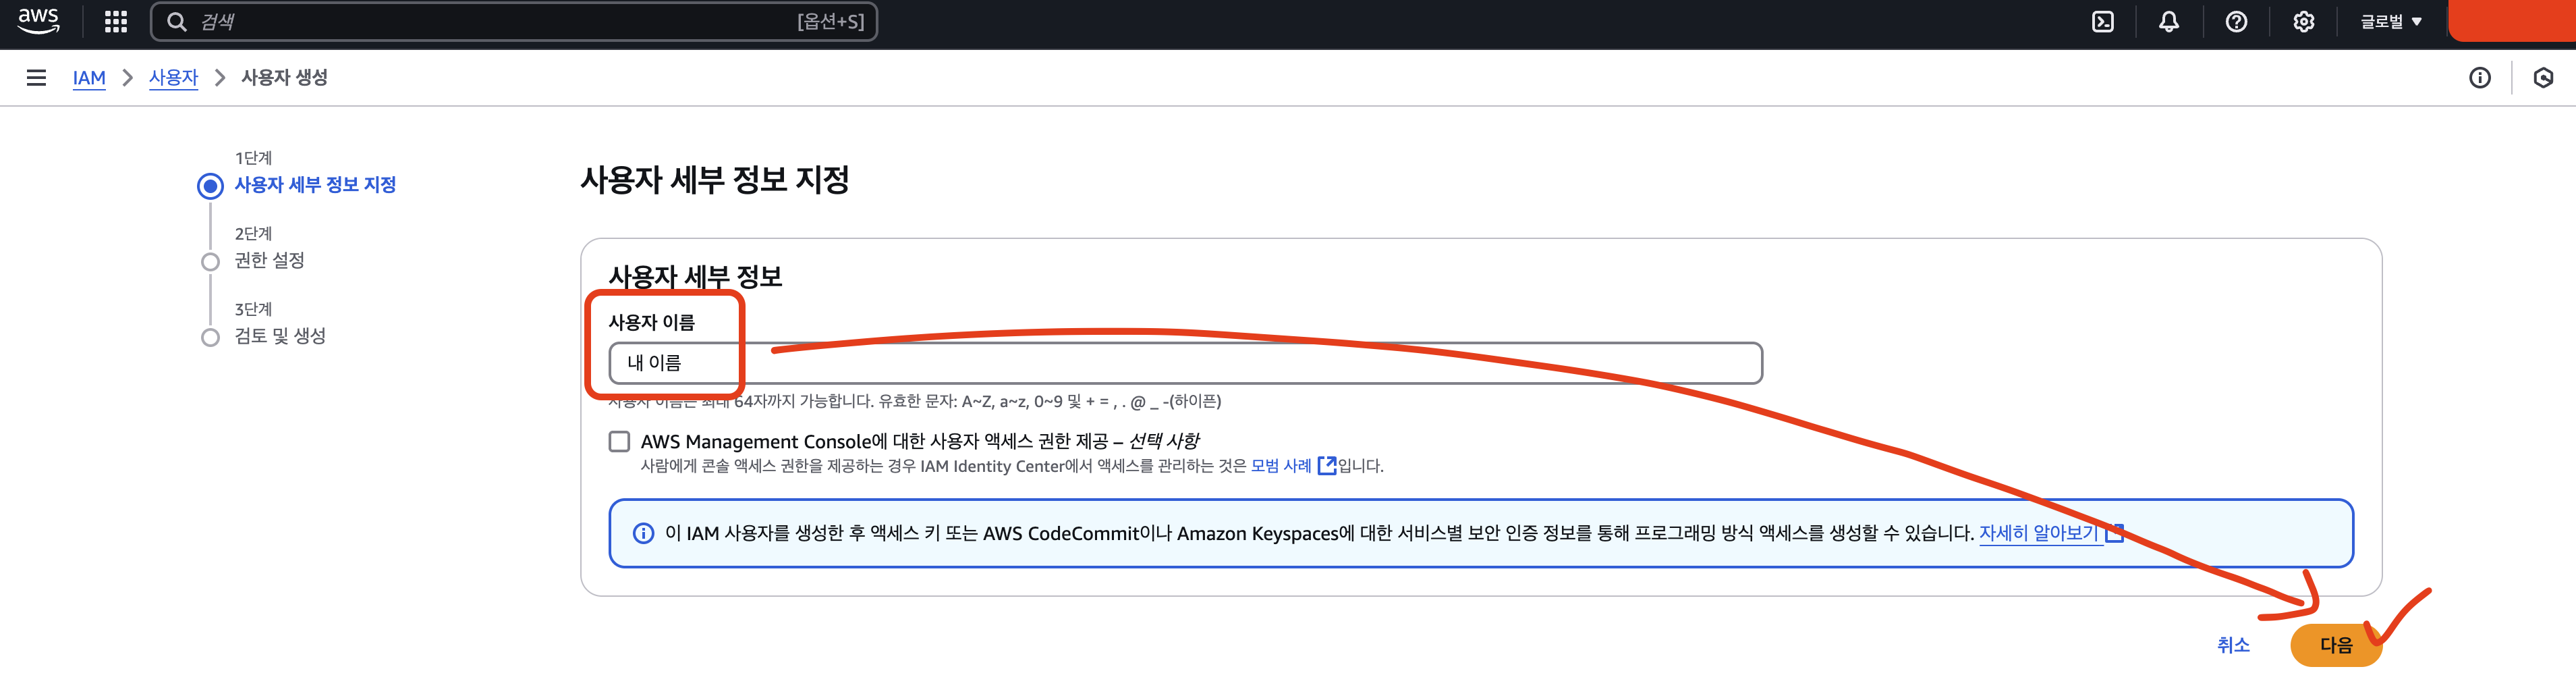 aws
검색 [옵션+S] 글로벌
IAM 사용자 사용자 생성
1단계
사용자 세부 정보 지정
2단계
권한 설정
3단계
검토 및 생성
사용자 세부 정보 지정
사용자 세부 정보
사용자 이름
내 이름
사용자 이름은 최대 64자까지 가능합니다. 유효한 문자: A~Z, a~z, 0~9 및 + = , . @ _ -(하이픈)
AWS Management Console에 대한 사용자 액세스 권한 제공 – 선택 사항
사람에게 콘솔 액세스 권한을 제공하는 경우 IAM Identity Center에서 액세스를 관리하는 것은 모범 사례 입니다.
이 IAM 사용자를 생성한 후 액세스 키 또는 AWS CodeCommit이나 Amazon Keyspaces에 대한 서비스별 보안 인증 정보를 통해 프로그래밍 방식 액세스를 생성할 수 있습니다. 자세히 알아보기
취소 다음